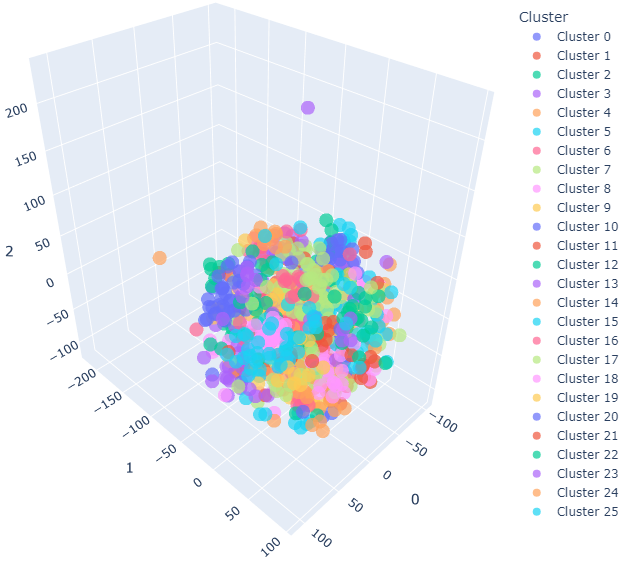 Cluster
Cluster 0
Cluster 1
Cluster 2
Cluster 3
Cluster 4
Cluster 5
Cluster 6
Cluster 7
Cluster 8
Cluster 9
Cluster 10
Cluster 11
Cluster 12
Cluster 13
Cluster 14
Cluster 15
Cluster 16
Cluster 17
Cluster 18
Cluster 19
Cluster 20
Cluster 21
Cluster 22
Cluster 23
Cluster 24
Cluster 25
200
150
100
50
0
−50
−100
2
−200
−150
−100
−50
0
50
100
1
−100
−50
0
50
100
0